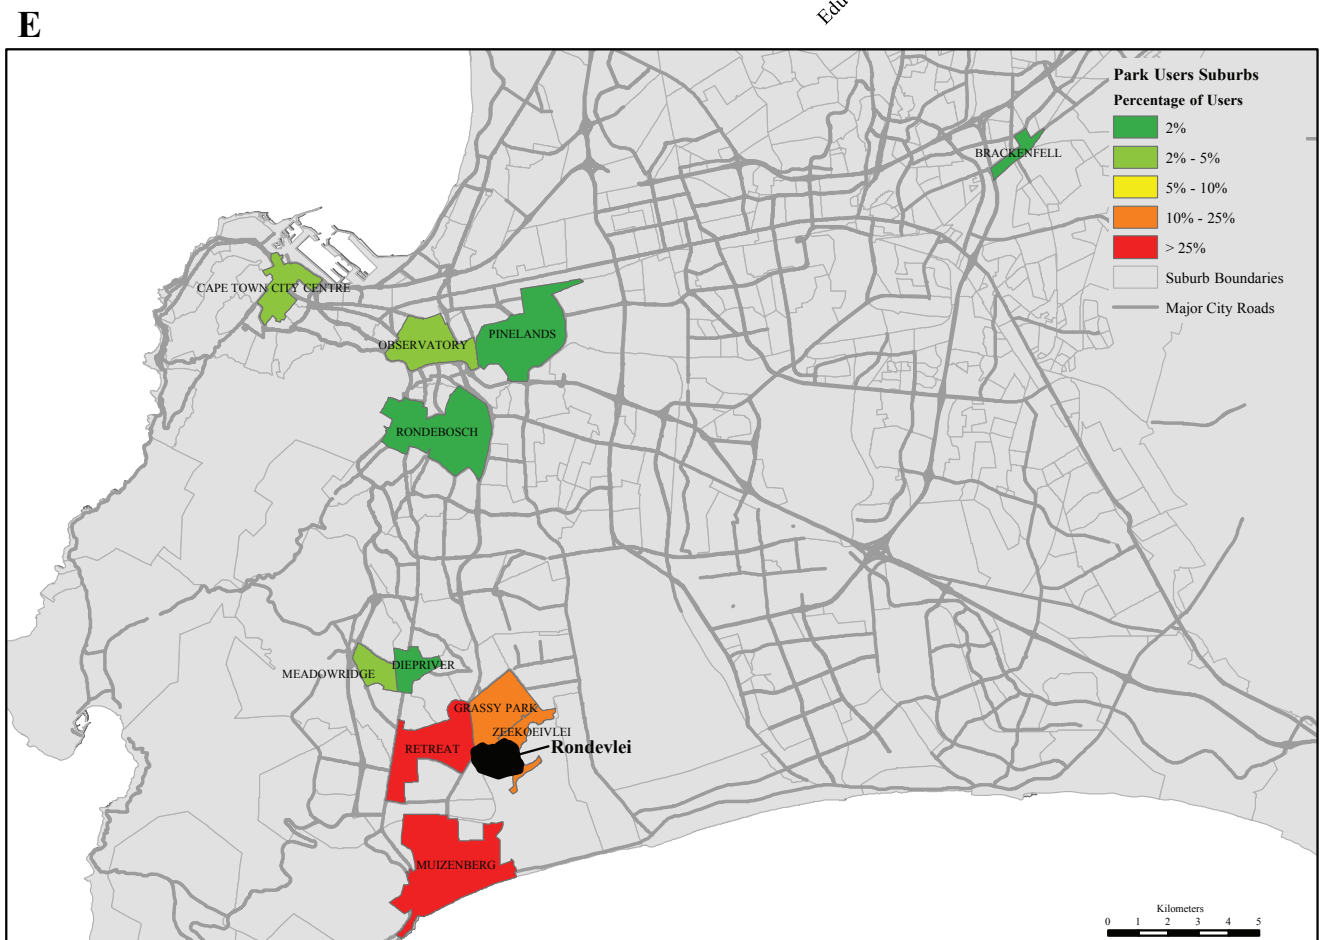 Edu
E
Park Users Suburbs
Percentage of Users
2%
2% - 5%
5% - 10%
10% - 25%
> 25%
Suburb Boundaries
Major City Roads
BRACKENFELL
CAPE TOWN CITY CENTRE
OBSERVATORY
PINELANDS
RONDEBOSCH
MEADOWRIDGE
DIEPRIVER
GRASSY PARK
ZEEKOEIVLEI
RETREAT
Rondevlei
MUIZENBERG
Kilometers
0 1 2 3 4 5